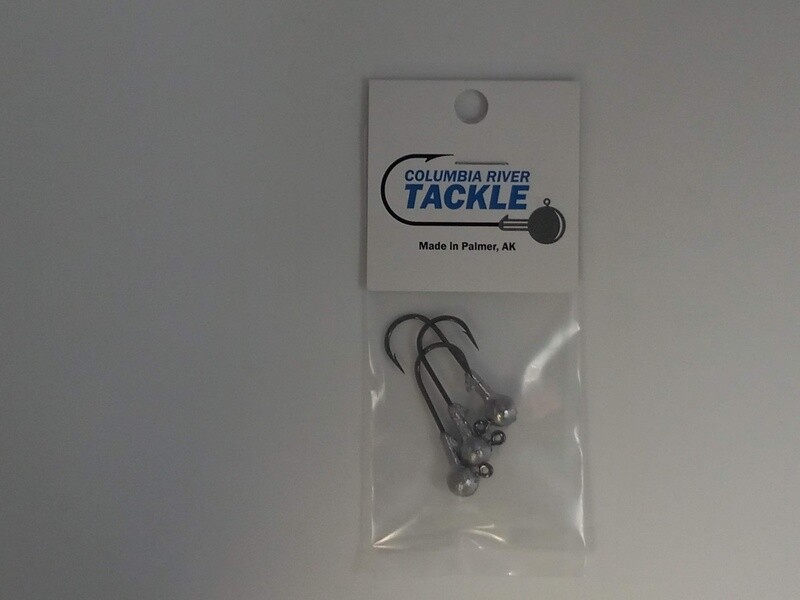 COLUMBIA RIVER
TACKLE
Made in Palmer, AK